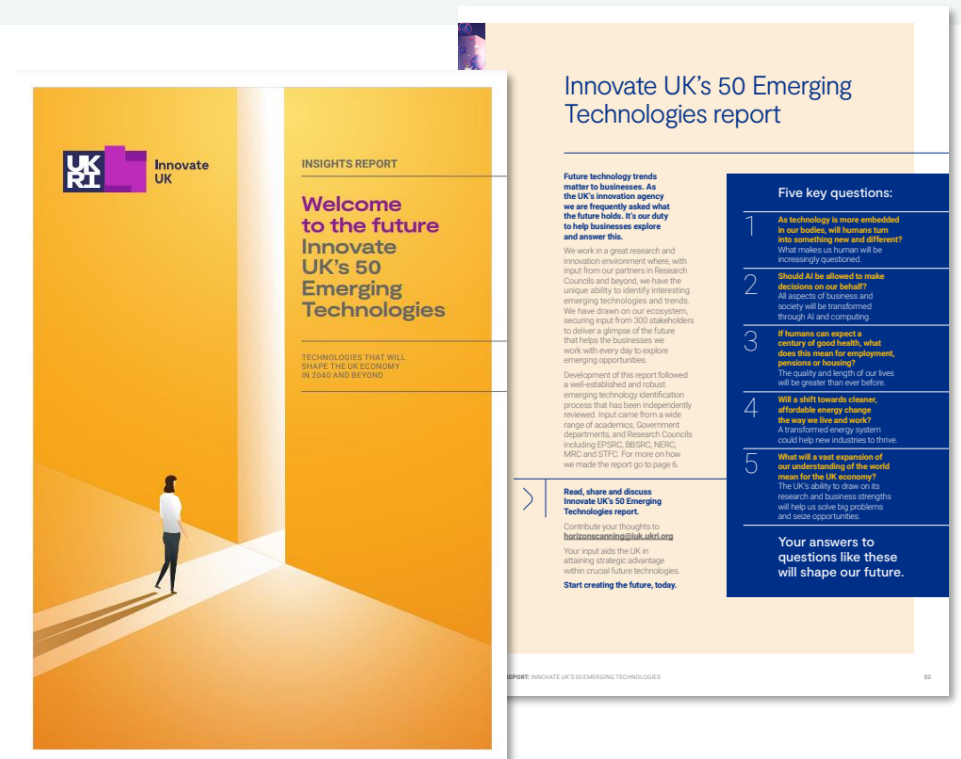 UK
RI
Innovate
UK
INSIGHTS REPORT
Welcome
to the future
Innovate
UK's 50
Emerging
Technologies
TECHNOLOGIES THAT WILL
SHAPE THE UK ECONOMY
IN 2040 AND BEYOND
Innovate UK's 50 Emerging
Technologies report
Future technology trends
matter to businesses. As
the UK's innovation agency
we are frequently asked what
the future holds. It's our duty
to help businesses explore
and answer this.
We work in a great research and
innovation environment where, with
input from our partners in Research
Councils and beyond, we have the
unique ability to identify interesting
emerging technologies and trends.
We have drawn on our ecosystem,
securing input from 300 stakeholders
to deliver a glimpse of the future
that helps the businesses we
work with every day to explore
emerging opportunities.
Development of this report followed
a well-established and robust
emerging technology identification
process that has been independently
reviewed. Input came from a wide
range of academics, Government
departments, and Research Councils
including EPSRC, BBSRC, NERC,
MRC and STFC. For more on how
we made the report go to page 6.
Read, share and discuss
Innovate UK's 50 Emerging
Technologies report.
Contribute your thoughts to
horizonscanning@iuk.ukri.org
Your input aids the UK in
attaining strategic advantage
within crucial future technologies.
Start creating the future, today.
Five key questions:
1
As technology is more embedded
in our bodies, will humans turn
into something new and different?
What makes us human will be
increasingly questioned.
2
Should AI be allowed to make
decisions on our behalf?
All aspects of business and
society will be transformed
through AI and computing.
3
If humans can expect a
century of good health, what
does this mean for employment,
pensions or housing?
The quality and length of our lives
will be greater than ever before.
4
Will a shift towards cleaner,
affordable energy change
the way we live and work?
A transformed energy system
could help new industries to thrive.
5
What will a vast expansion of
our understanding of the world
mean for the UK economy?
The UK's ability to draw on its
research and business strengths
will help us solve big problems
and seize opportunities.
Your answers to
questions like these
will shape our future.
REPORT: INNOVATE UK'S 50 EMERGING TECHNOLOGIES
02